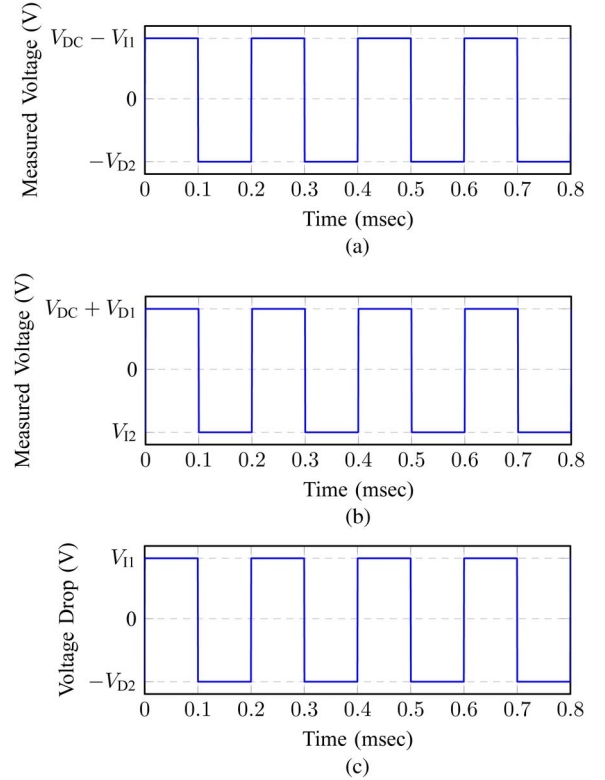 Measured Voltage (V)
V_DC − V_I1
0
−V_D2
0 0.1 0.2 0.3 0.4 0.5 0.6 0.7 0.8
Time (msec)
(a)
Measured Voltage (V)
V_DC + V_D1
0
V_I2
0 0.1 0.2 0.3 0.4 0.5 0.6 0.7 0.8
Time (msec)
(b)
Voltage Drop (V)
V_I1
0
−V_D2
0 0.1 0.2 0.3 0.4 0.5 0.6 0.7 0.8
Time (msec)
(c)